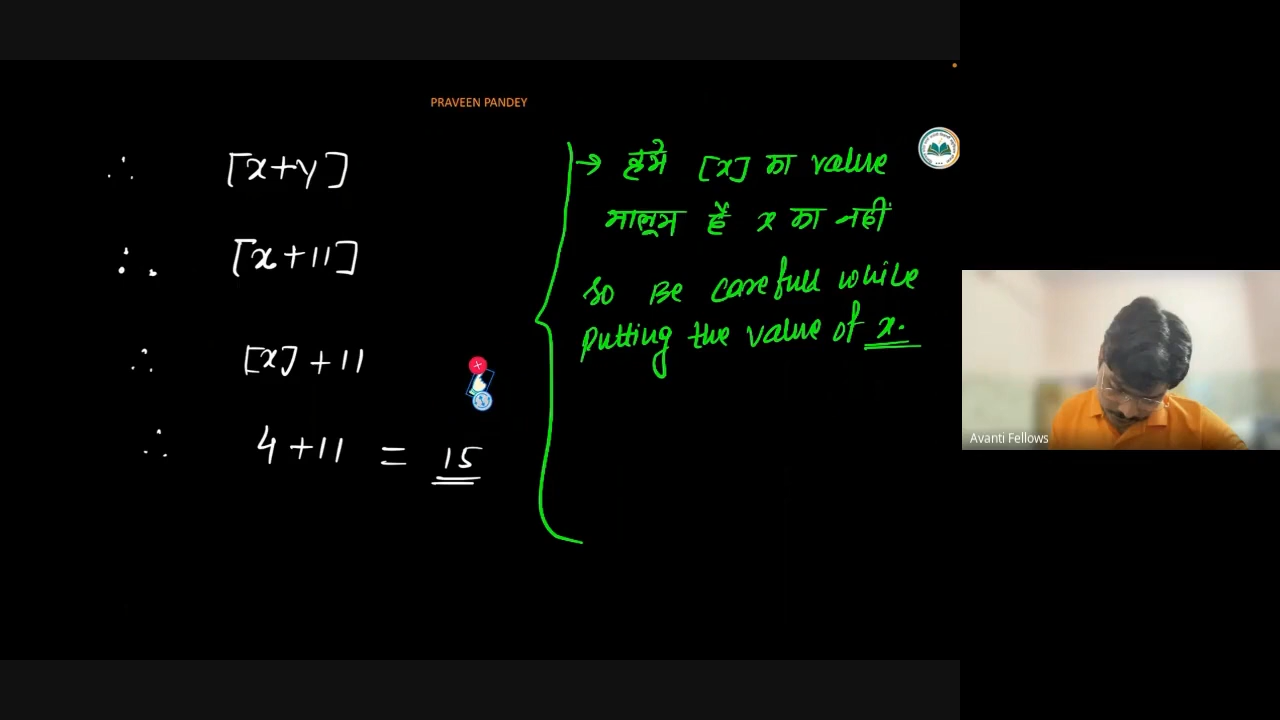 PRAVEEN PANDEY
∴ [x+y]
∴ [x+11]
∴ [x] + 11
∴ 4 + 11 = 15
→ हमे [x] का value
मालूम है x का नहीं
So Be carefull while
putting the value of x.
Avanti Fellows